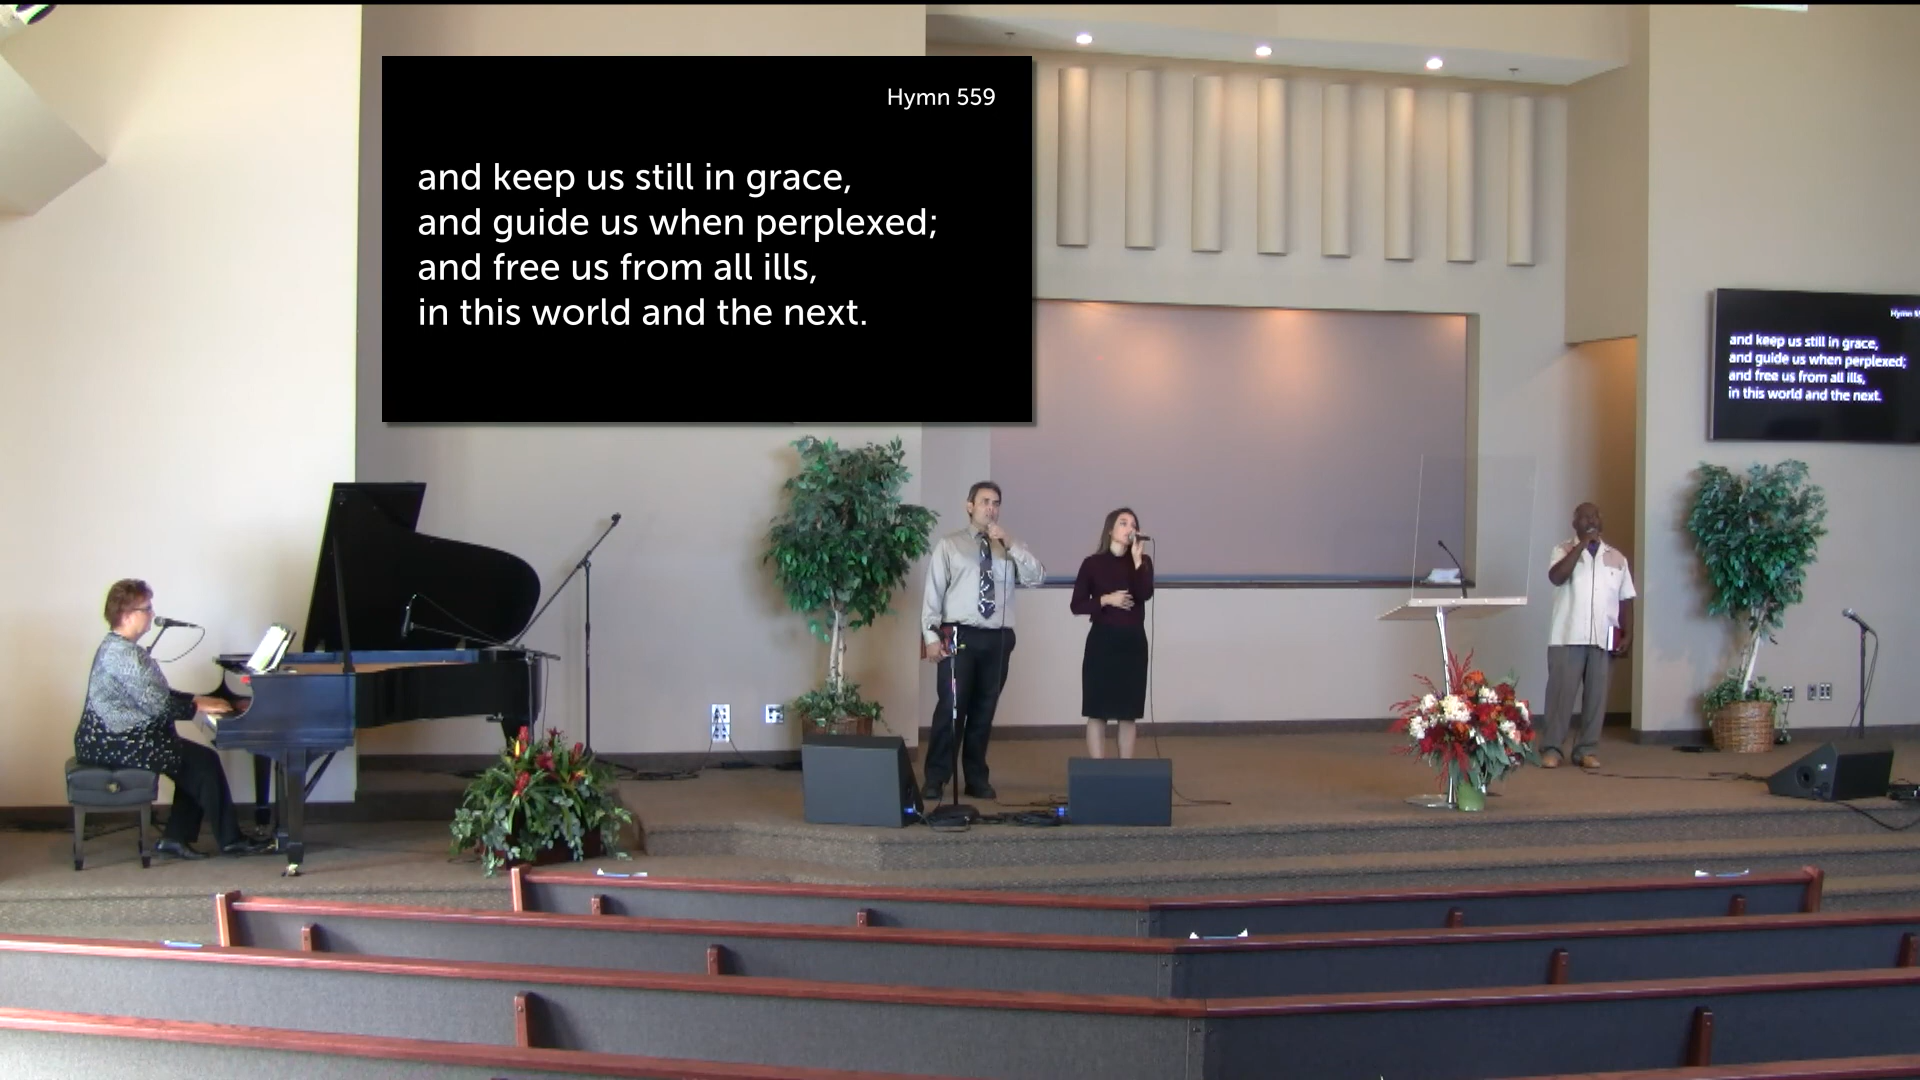 Hymn 559
and keep us still in grace,
and guide us when perplexed;
and free us from all ills,
in this world and the next.
Hymn 55
and keep us still in grace,
and guide us when perplexed;
and free us from all ills,
in this world and the next.